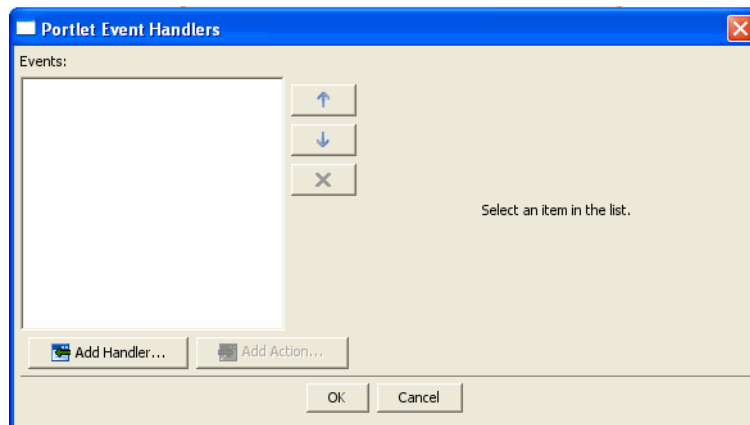 Portlet Event Handlers
Events:
Select an item in the list.
Add Handler...
Add Action...
OK
Cancel